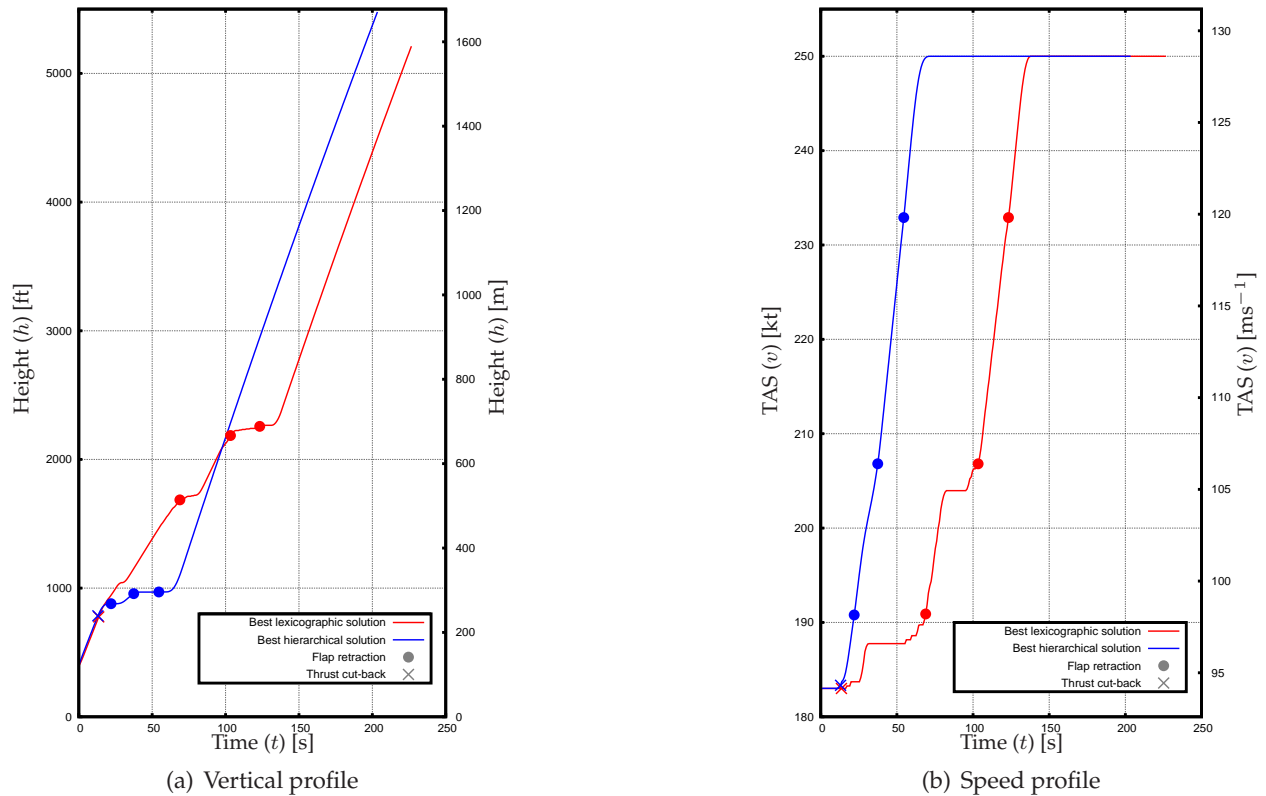 5000
4000
3000
2000
1000
0
1600
1400
1200
1000
800
600
400
200
0
0
50
100
150
200
250
Height (h) [ft]
Height (h) [m]
Time (t) [s]
Best lexicographic solution
Best hierarchical solution
Flap retraction
Thrust cut-back
(a) Vertical profile
250
240
230
220
210
200
190
180
130
125
120
115
110
105
100
95
0
50
100
150
200
250
TAS (v) [kt]
TAS (v) [ms−1]
Time (t) [s]
Best lexicographic solution
Best hierarchical solution
Flap retraction
Thrust cut-back
(b) Speed profile